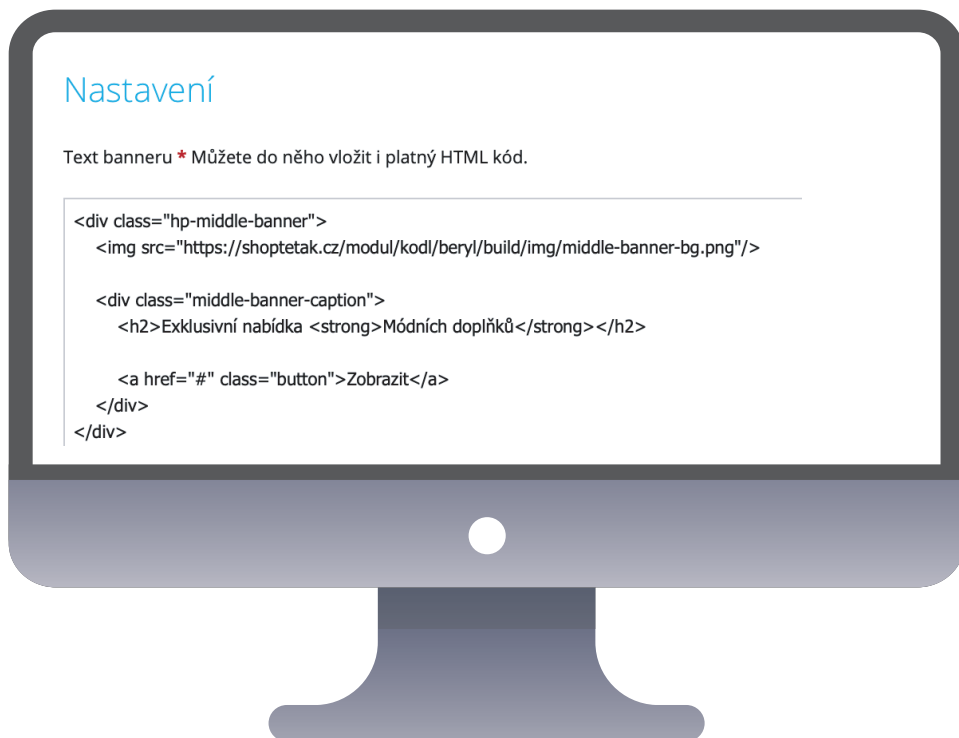 Nastavení
Text banneru * Můžete do něho vložit i platný HTML kód.
<div class="hp-middle-banner">
<img src="https://shoptetak.cz/modul/kodl/beryl/build/img/middle-banner-bg.png"/>
<div class="middle-banner-caption">
<h2>Exklusivní nabídka <strong>Módních doplňků</strong></h2>
<a href="#" class="button">Zobrazit</a>
</div>
</div>